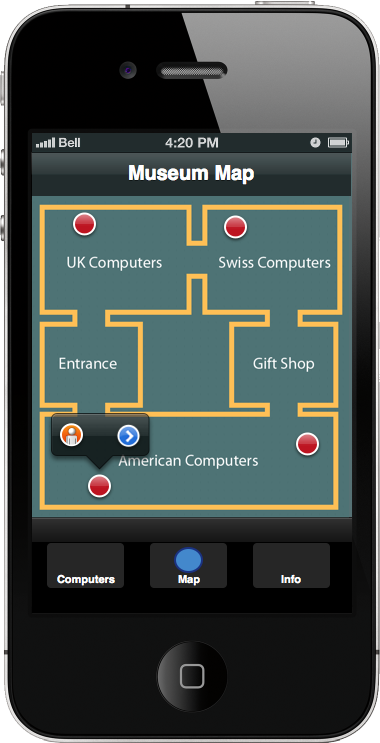 Bell 4:20 PM
Museum Map
UK Computers Swiss Computers
Entrance Gift Shop
American Computers
Computers Map Info